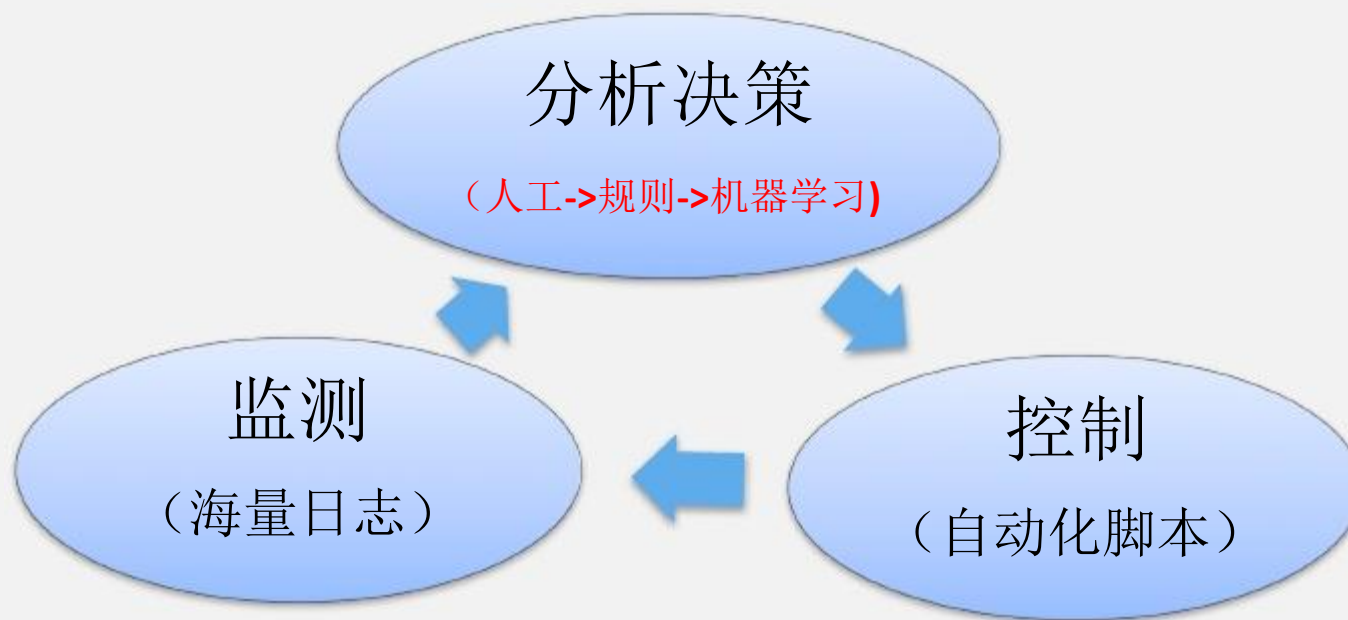 分析决策
（人工->规则->机器学习)
监测
（海量日志）
控制
（自动化脚本）